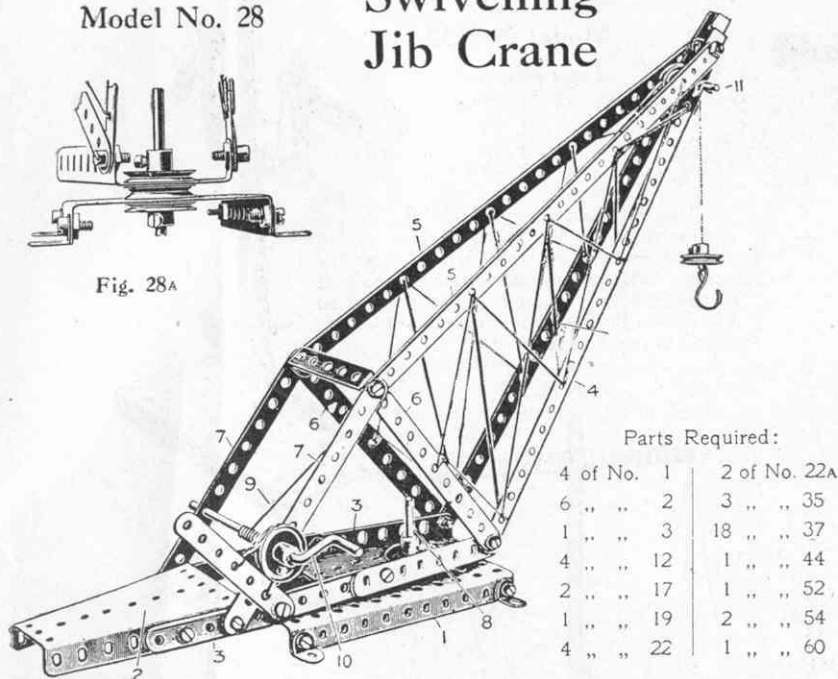 Model No. 28
Swivelling
Jib Crane
Fig. 28A
11
5
5
4
6
6
7
7
9
3
3
2
10
1
8
Parts Required:
4 of No. 1 2 of No. 22A
6 ,, ,, 2 3 ,, ,, 35
1 ,, ,, 3 18 ,, ,, 37
4 ,, ,, 12 1 ,, ,, 44
2 ,, ,, 17 1 ,, ,, 52
1 ,, ,, 19 2 ,, ,, 54
4 ,, ,, 22 1 ,, ,, 60